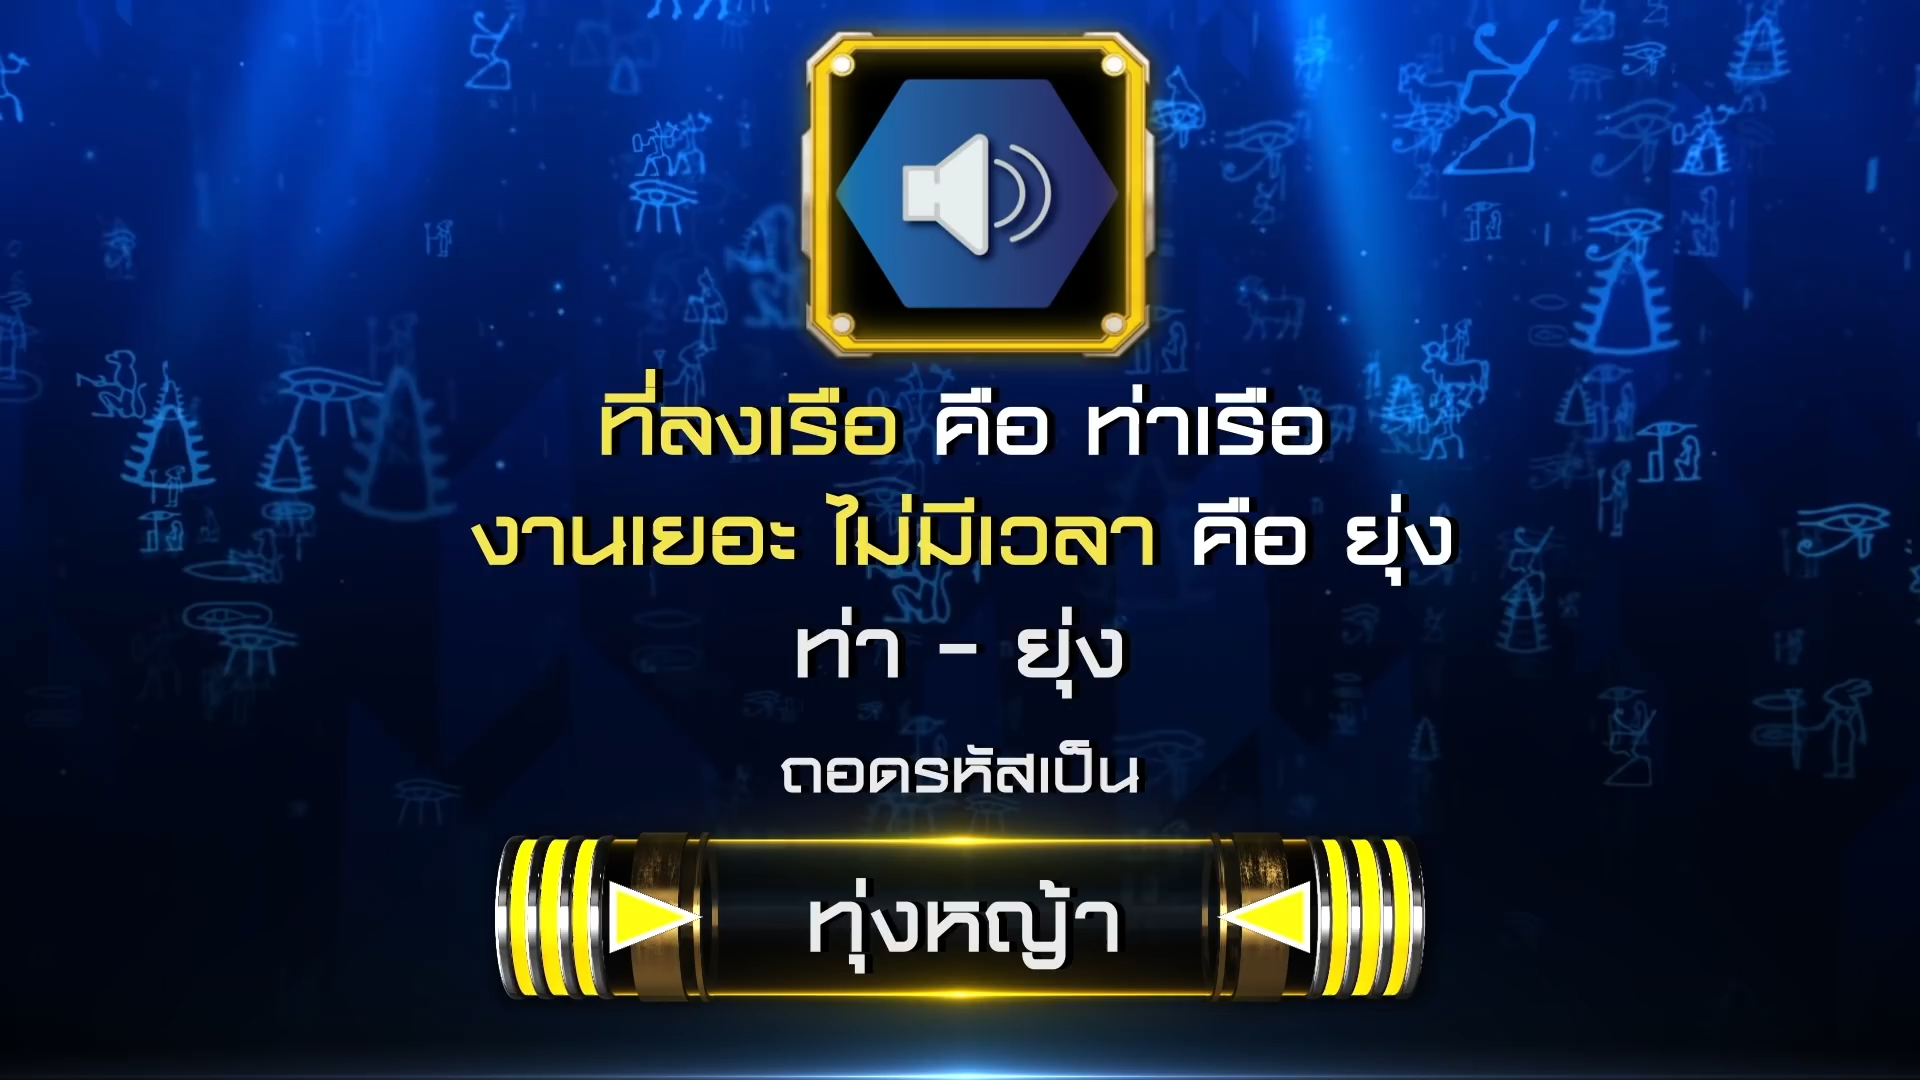 ที่ลงเรือ คือ ท่าเรือ
งานเยอะ ไม่มีเวลา คือ ยุ่ง
ท่า - ยุ่ง
ถอดรหัสเป็น
ทุ่งหญ้า